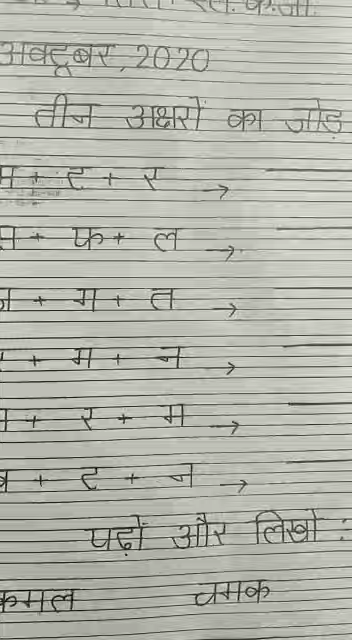 अक्टूबर, 2020
तीन अक्षरों का जोड़
म + ट + र →
स + फ + ल →
ज + ग + त →
+ ग + न →
+ र + म →
ब + ट + न →
पढ़ों और लिखो :
कमल चमक